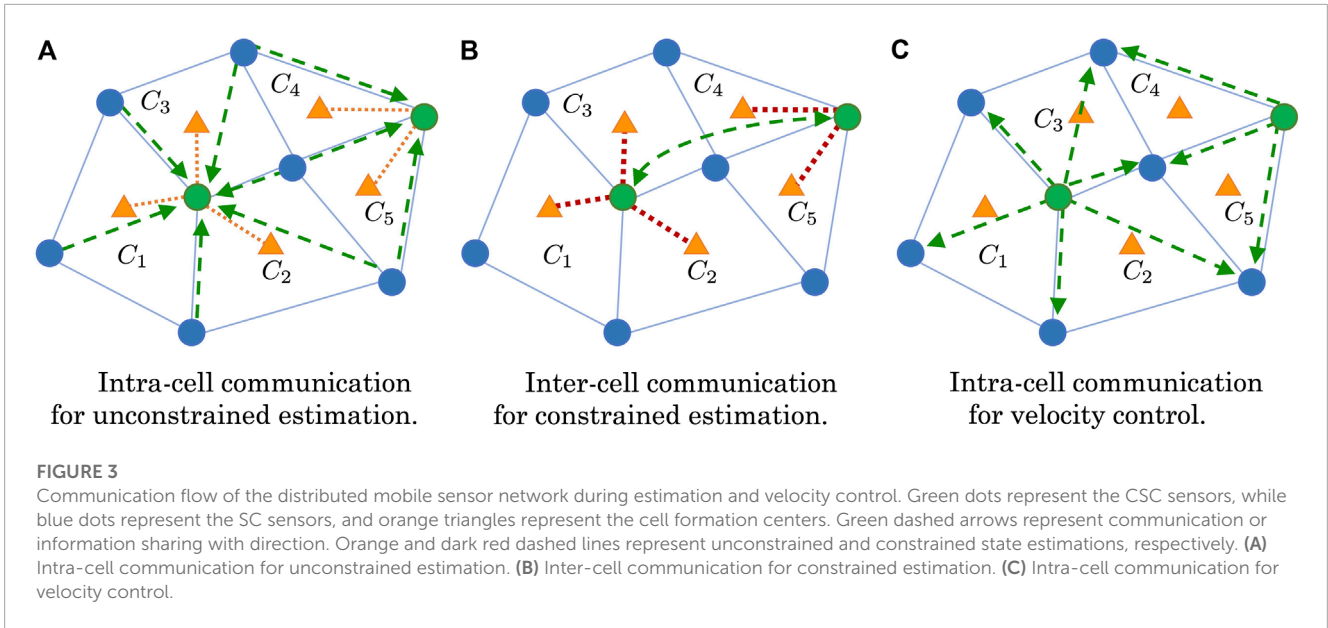 A
B
C
C₃
C₄
C₅
C₁
C₂
C₃
C₄
C₅
C₁
C₂
C₃
C₄
C₅
C₁
C₂
Intra-cell communication
for unconstrained estimation.
Inter-cell communication
for constrained estimation.
Intra-cell communication
for velocity control.
FIGURE 3
Communication flow of the distributed mobile sensor network during estimation and velocity control. Green dots represent the CSC sensors, while
blue dots represent the SC sensors, and orange triangles represent the cell formation centers. Green dashed arrows represent communication or
information sharing with direction. Orange and dark red dashed lines represent unconstrained and constrained state estimations, respectively. (A)
Intra-cell communication for unconstrained estimation. (B) Inter-cell communication for constrained estimation. (C) Intra-cell communication for
velocity control.